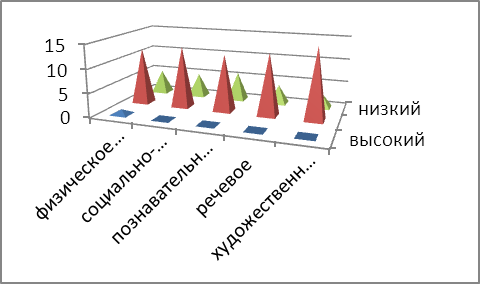 15
10
5
0
низкий
высокий
физическое...
социально-...
познавательн...
речевое
художественн...